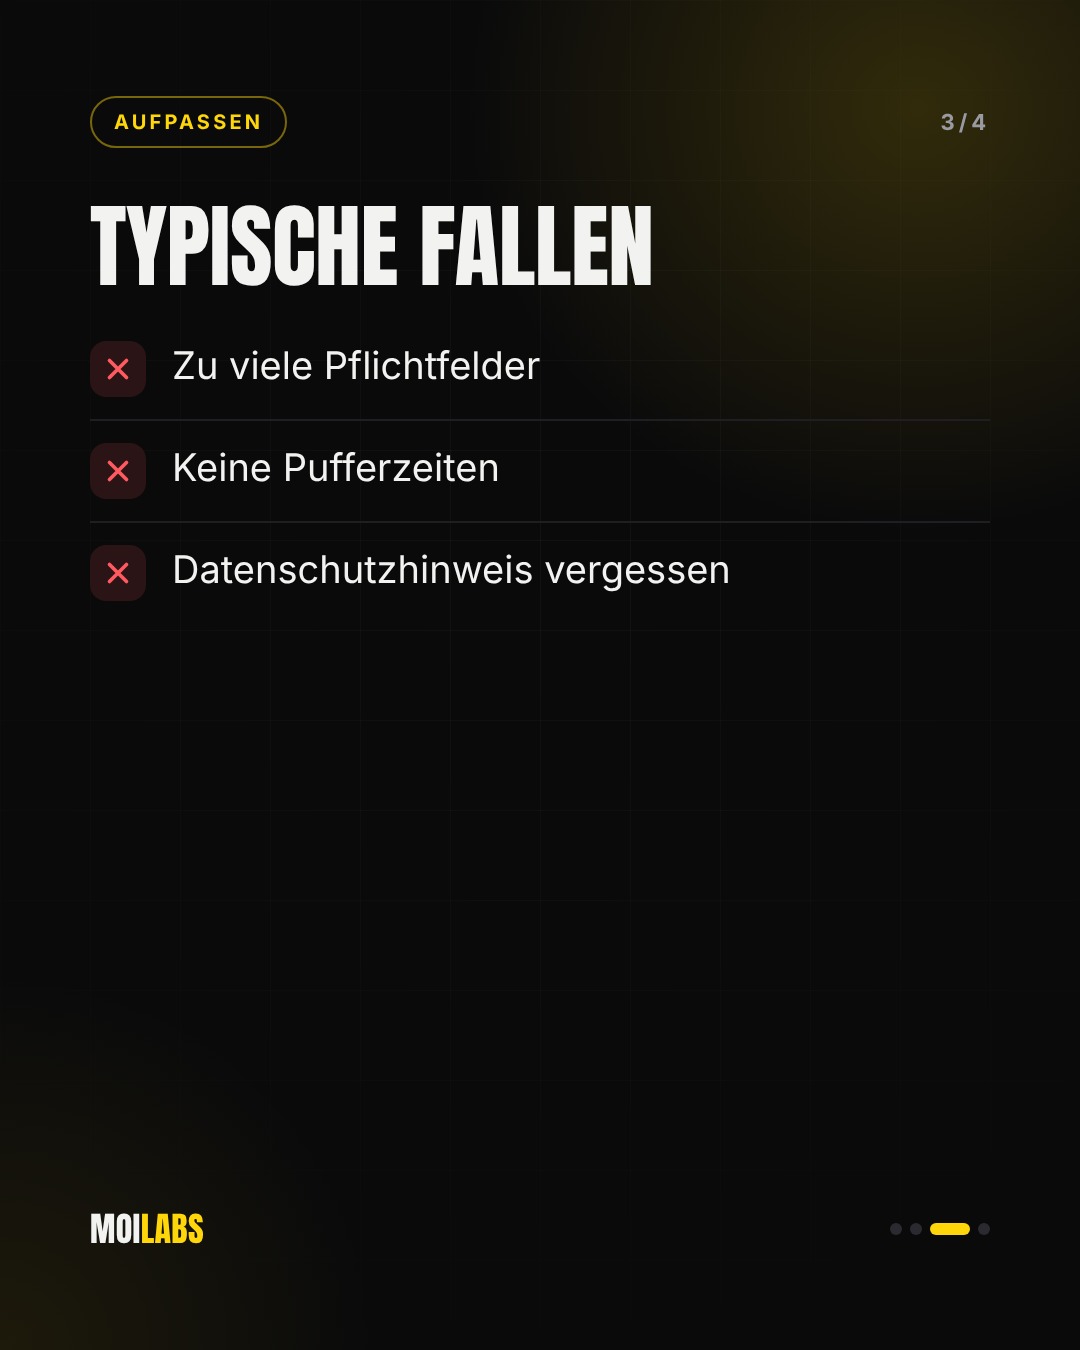 AUFPASSEN
3/4
TYPISCHE FALLEN
Zu viele Pflichtfelder
Keine Pufferzeiten
Datenschutzhinweis vergessen
MOILABS